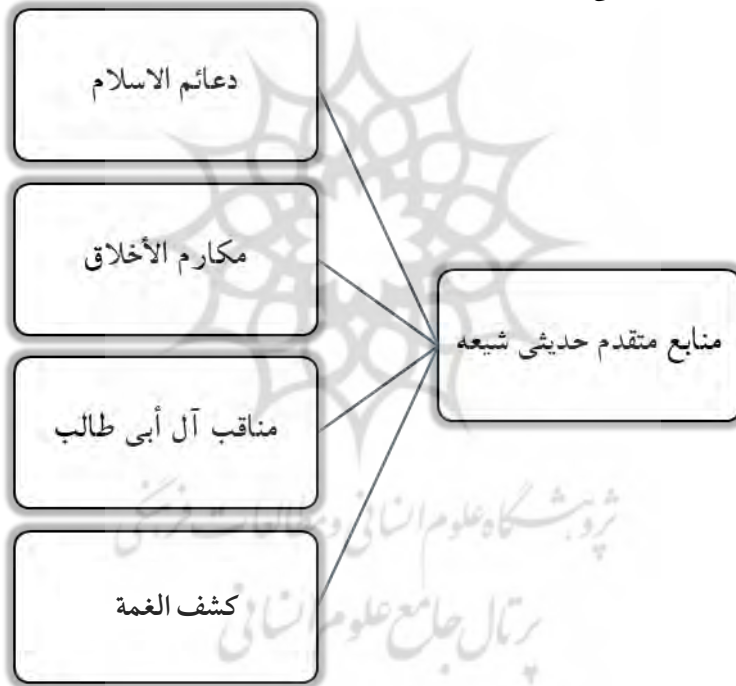 منابع متقدم حدیثی شیعه
دعائم الاسلام
مکارم الأخلاق
مناقب آل أبی طالب
کشف الغمة
پژوهشگاه علوم انسانی و مطالعات فرهنگی
پرتال جامع علوم انسانی